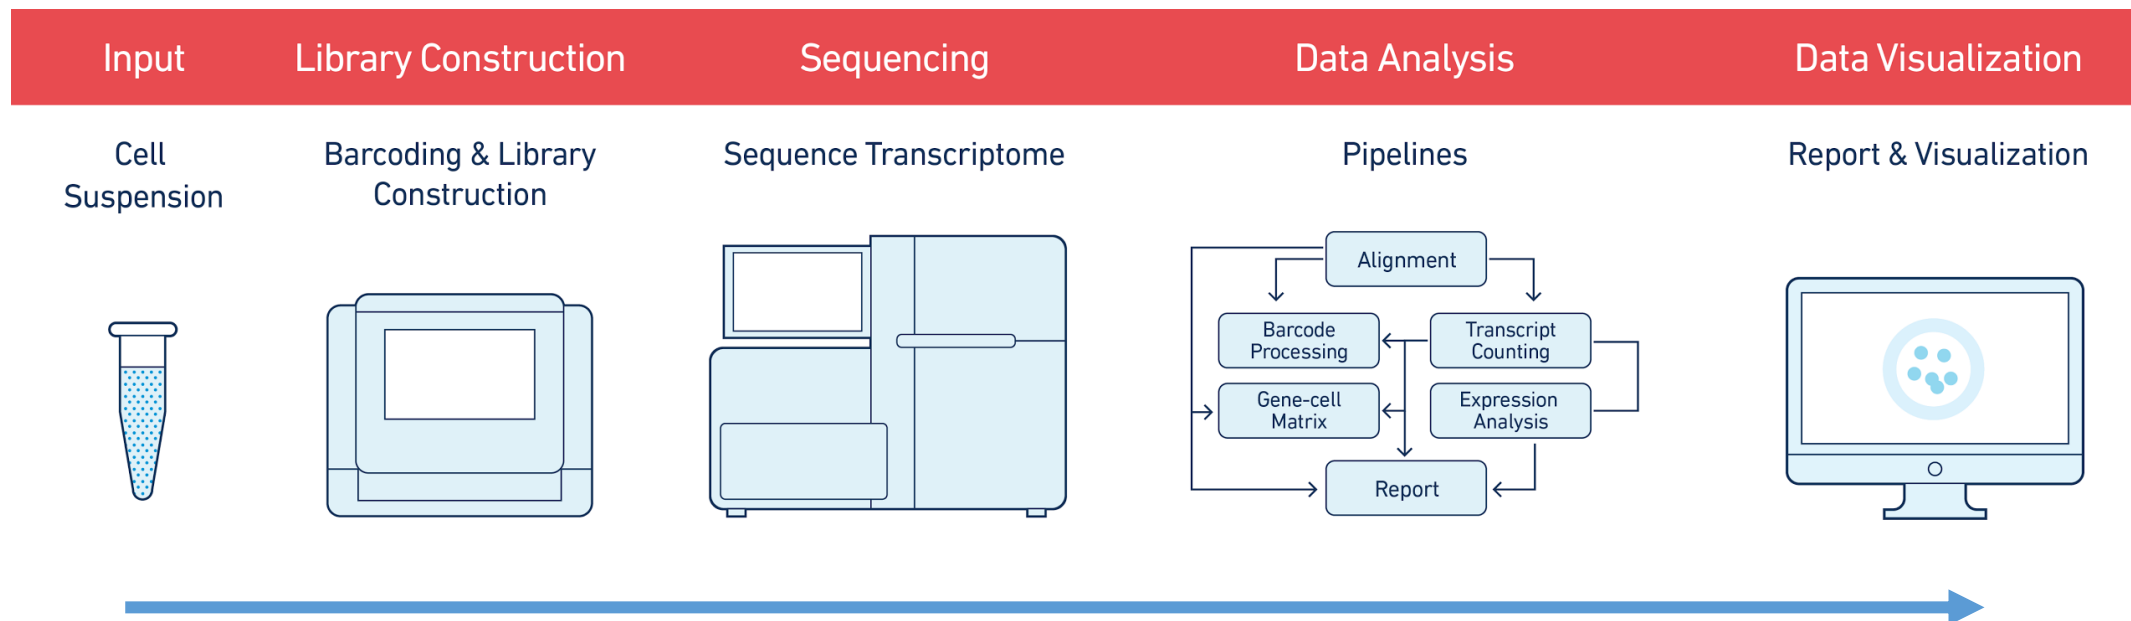 Input
Library Construction
Sequencing
Data Analysis
Data Visualization
Cell
Suspension
Barcoding & Library
Construction
Sequence Transcriptome
Pipelines
Report & Visualization
Alignment
Barcode
Processing
Transcript
Counting
Gene-cell
Matrix
Expression
Analysis
Report